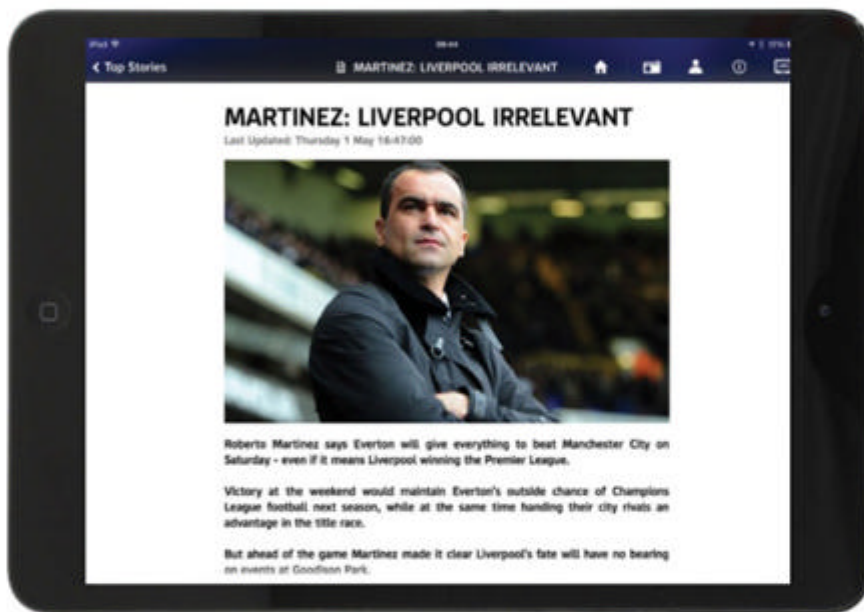 iPad
08:44
Top Stories
MARTINEZ: LIVERPOOL IRRELEVANT
MARTINEZ: LIVERPOOL IRRELEVANT
Last Updated: Thursday 1 May 16:47:00
Roberto Martinez says Everton will give everything to beat Manchester City on
Saturday - even if it means Liverpool winning the Premier League.
Victory at the weekend would maintain Everton's outside chance of Champions
League football next season, while at the same time handing their city rivals an
advantage in the title race.
But ahead of the game Martinez made it clear Liverpool's fate will have no bearing
on events at Goodison Park.